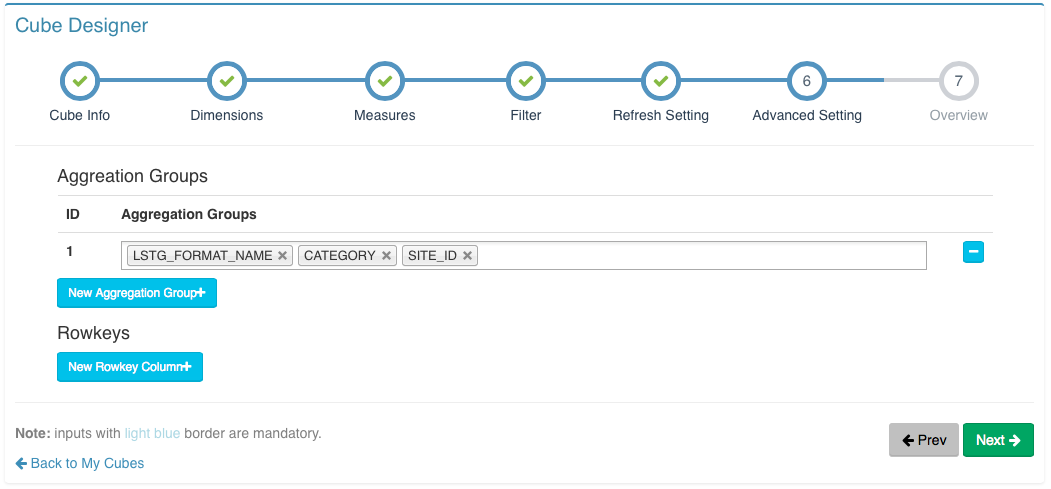 Cube Designer
6 7
Cube Info Dimensions Measures Filter Refresh Setting Advanced Setting Overview
Aggreation Groups
ID Aggregation Groups
1 LSTG_FORMAT_NAME × CATEGORY × SITE_ID ×
New Aggregation Group+
Rowkeys
New Rowkey Column+
Note: inputs with light blue border are mandatory.
Prev Next
Back to My Cubes